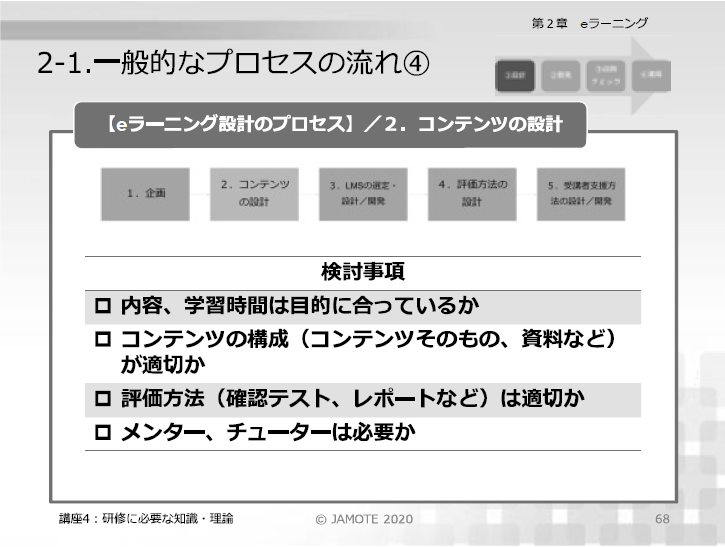 第２章　eラーニング
2-1.一般的なプロセスの流れ④
①設計
②開発
④運用
【eラーニング設計のプロセス】／２．コンテンツの設計
１．企画
２．コンテンツ
の設計
３．LMSの選定・
設計／開発
４．評価方法の
設計
５．受講者支援方
法の設計／開発
検討事項
内容、学習時間は目的に合っているか
コンテンツの構成（コンテンツそのもの、資料など）
が適切か
評価方法（確認テスト、レポートなど）は適切か
メンター、チューターは必要か
講座4：研修に必要な知識・理論
© JAMOTE 2020
68